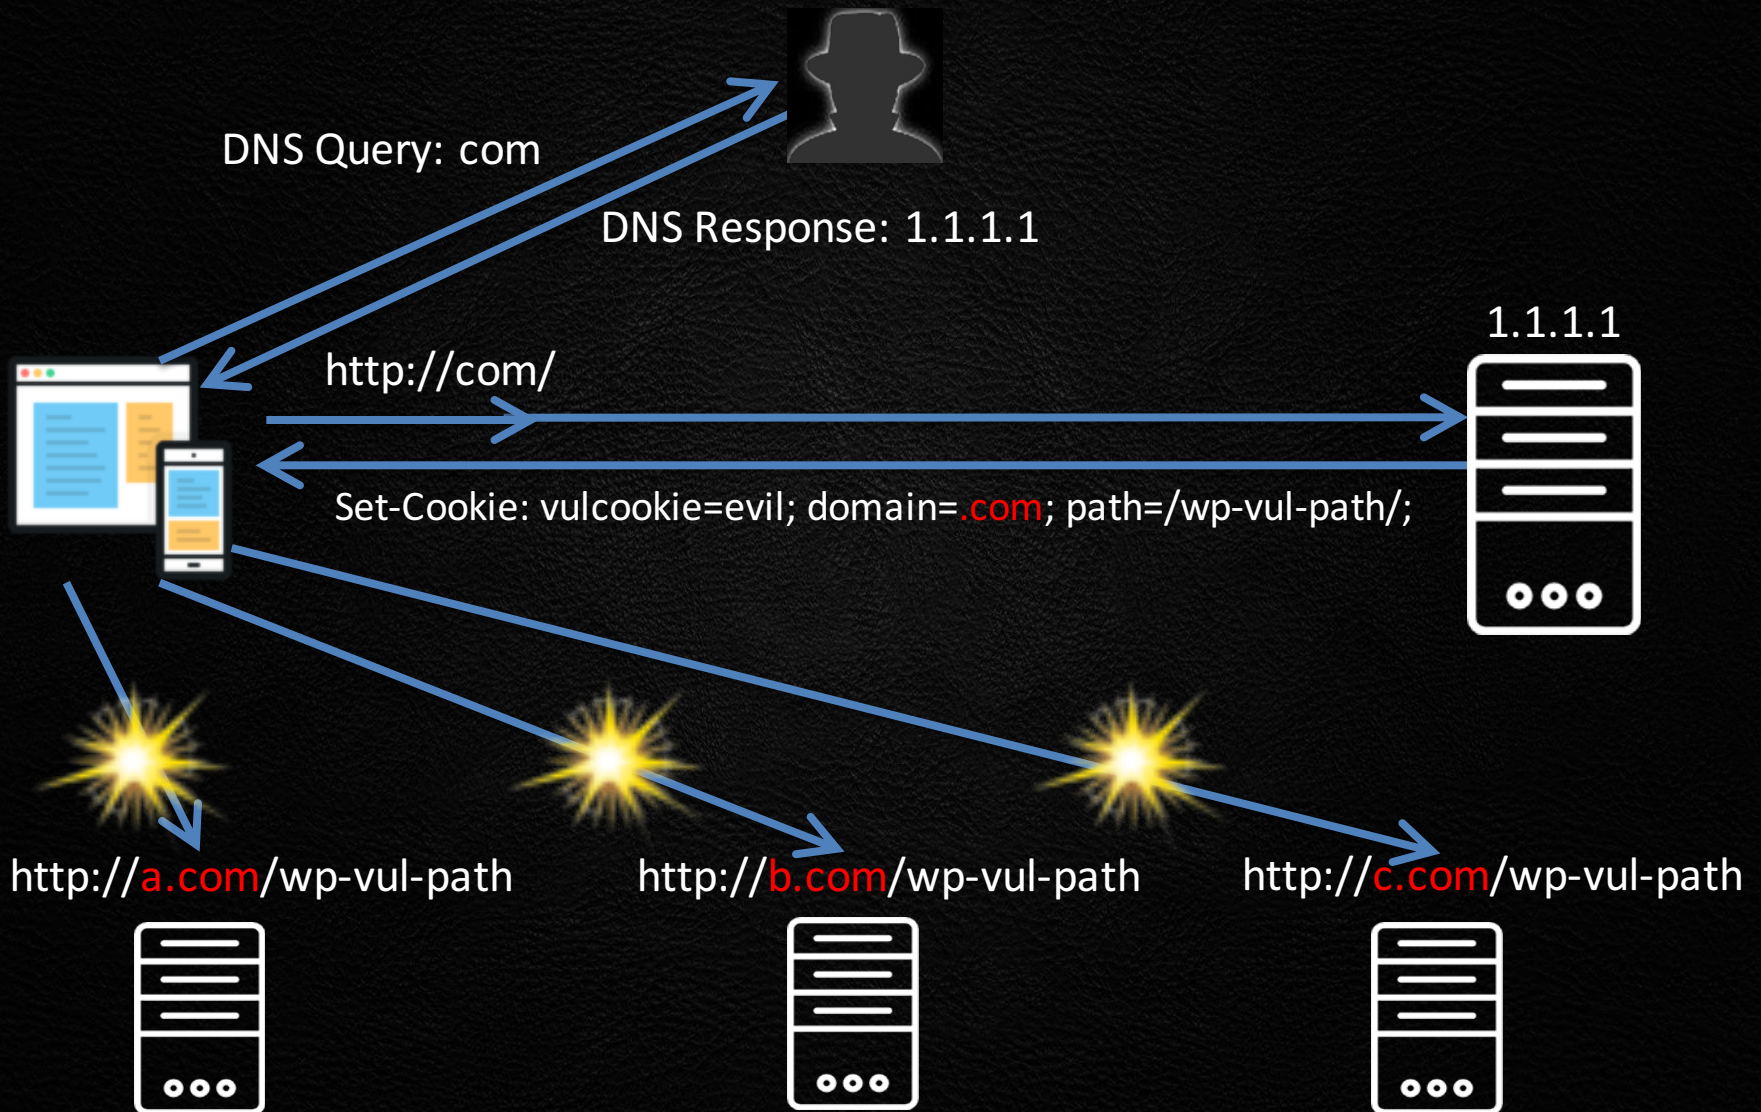 DNS Query: com
DNS Response: 1.1.1.1
1.1.1.1
http://com/
Set-Cookie: vulcookie=evil; domain=.com; path=/wp-vul-path/;
http://a.com/wp-vul-path
http://b.com/wp-vul-path
http://c.com/wp-vul-path